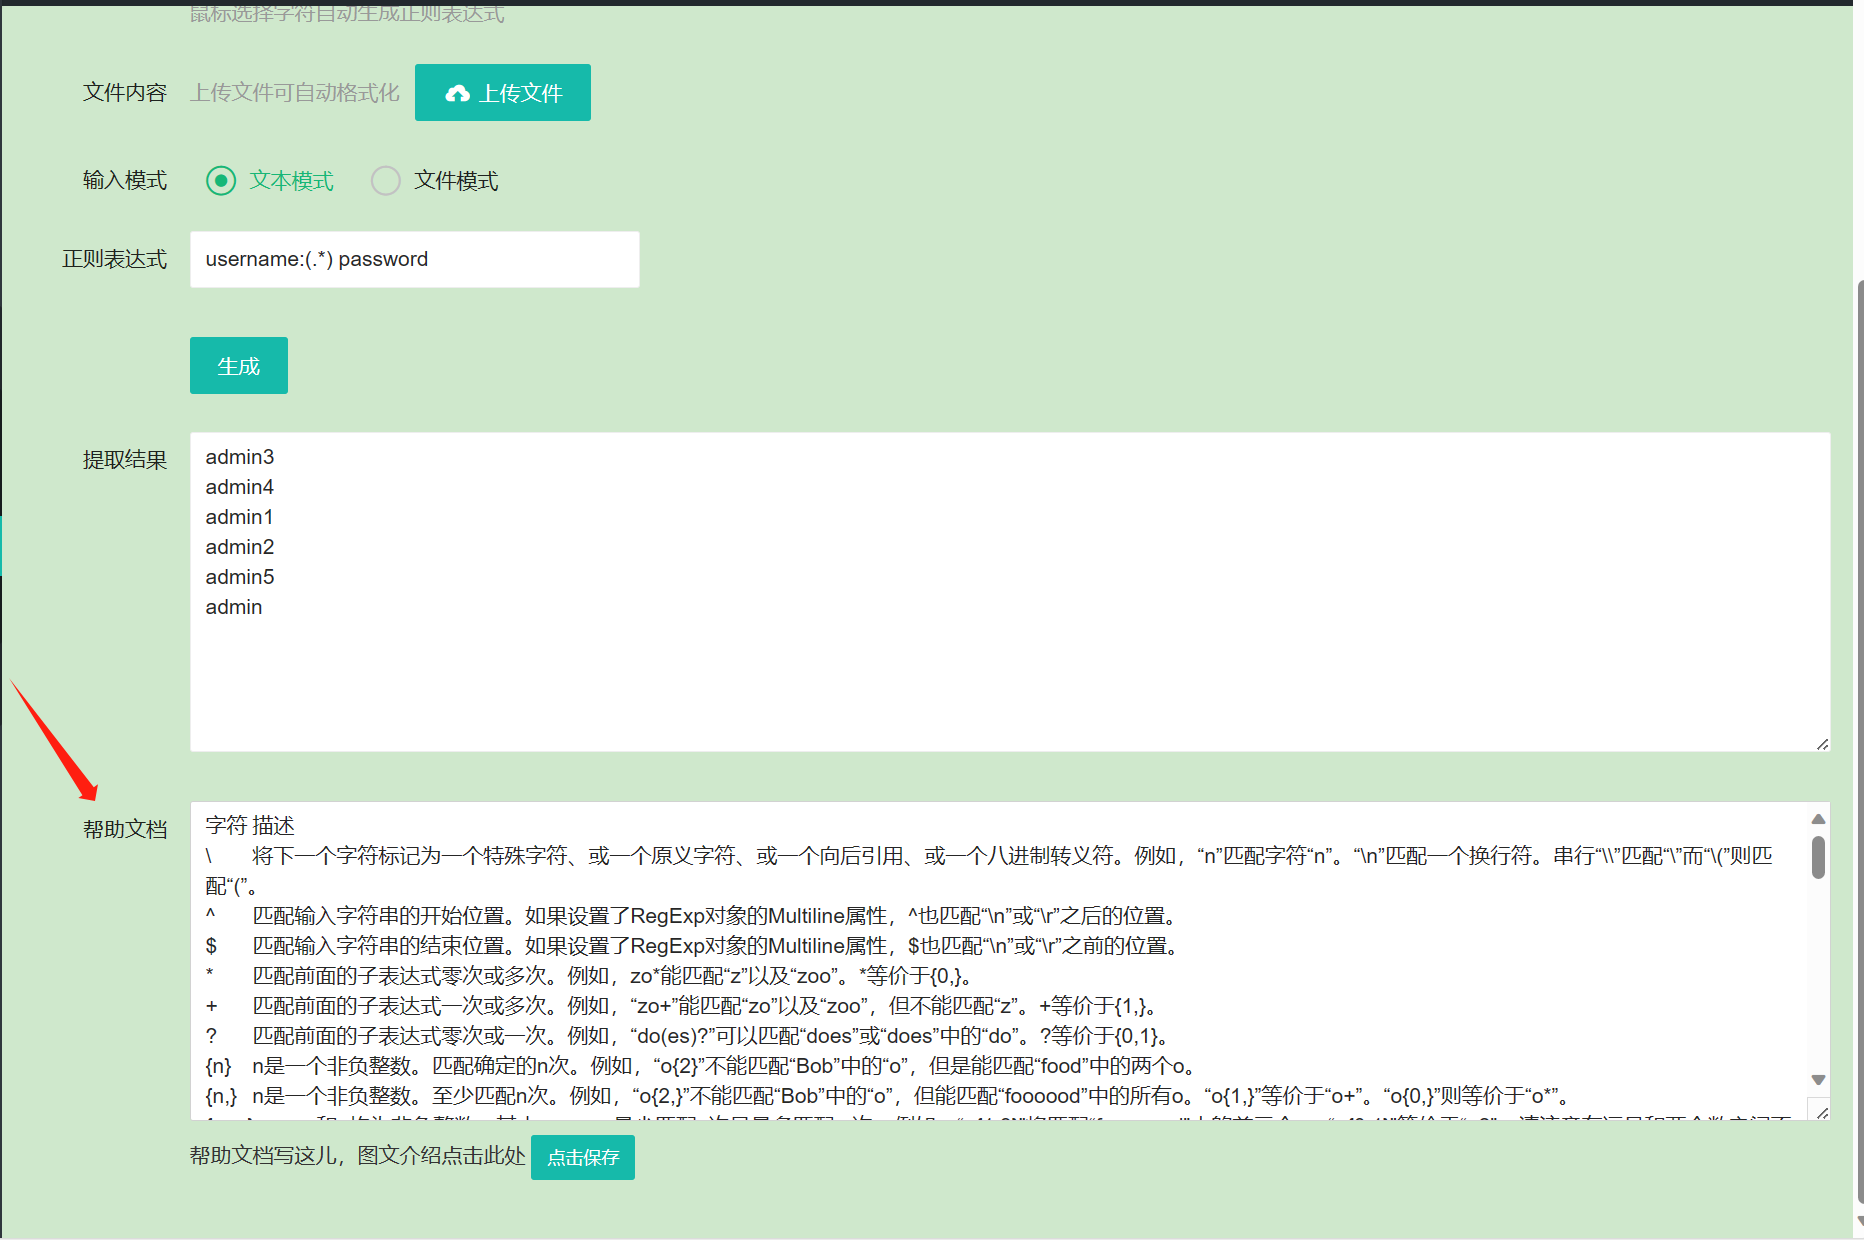 鼠标选择字符自动生成正则表达式
文件内容 上传文件可自动格式化 上传文件
输入模式 文本模式 文件模式
正则表达式 username:(.*) password
生成
提取结果 admin3
admin4
admin1
admin2
admin5
admin
帮助文档 字符 描述
\ 将下一个字符标记为一个特殊字符、或一个原义字符、或一个向后引用、或一个八进制转义符。例如，“n”匹配字符“n”。“\n”匹配一个换行符。串行“\\”匹配“\”而“\(”则匹
配“(”。
^ 匹配输入字符串的开始位置。如果设置了RegExp对象的Multiline属性，^也匹配“\n”或“\r”之后的位置。
$ 匹配输入字符串的结束位置。如果设置了RegExp对象的Multiline属性，$也匹配“\n”或“\r”之前的位置。
* 匹配前面的子表达式零次或多次。例如，zo*能匹配“z”以及“zoo”。*等价于{0,}。
+ 匹配前面的子表达式一次或多次。例如，“zo+”能匹配“zo”以及“zoo”，但不能匹配“z”。+等价于{1,}。
? 匹配前面的子表达式零次或一次。例如，“do(es)?”可以匹配“does”或“does”中的“do”。?等价于{0,1}。
{n} n是一个非负整数。匹配确定的n次。例如，“o{2}”不能匹配“Bob”中的“o”，但是能匹配“food”中的两个o。
{n,} n是一个非负整数。至少匹配n次。例如，“o{2,}”不能匹配“Bob”中的“o”，但能匹配“foooood”中的所有o。“o{1,}”等价于“o+”。“o{0,}”则等价于“o*”。
帮助文档写这儿，图文介绍点击此处 点击保存